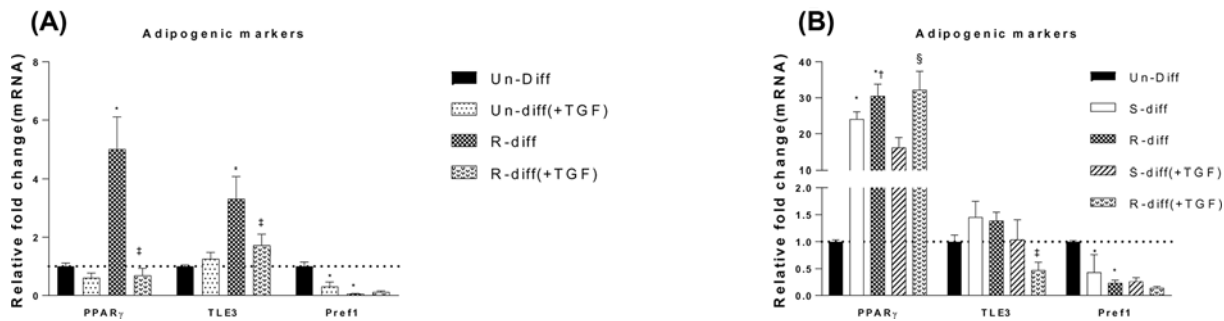 (A)
Adipogenic markers
Relative fold change(mRNA)
8
6
4
2
0
*
‡
*
‡
*
*
PPARγ
TLE3
Pref1
Un-Diff
Un-diff(+TGF)
R-diff
R-diff(+TGF)
(B)
Adipogenic markers
Relative fold change(mRNA)
40
30
20
10
2.0
1.5
1.0
0.5
0.0
*
*†
§
‡
*
*
PPARγ
TLE3
Pref1
Un-Diff
S-diff
R-diff
S-diff(+TGF)
R-diff(+TGF)